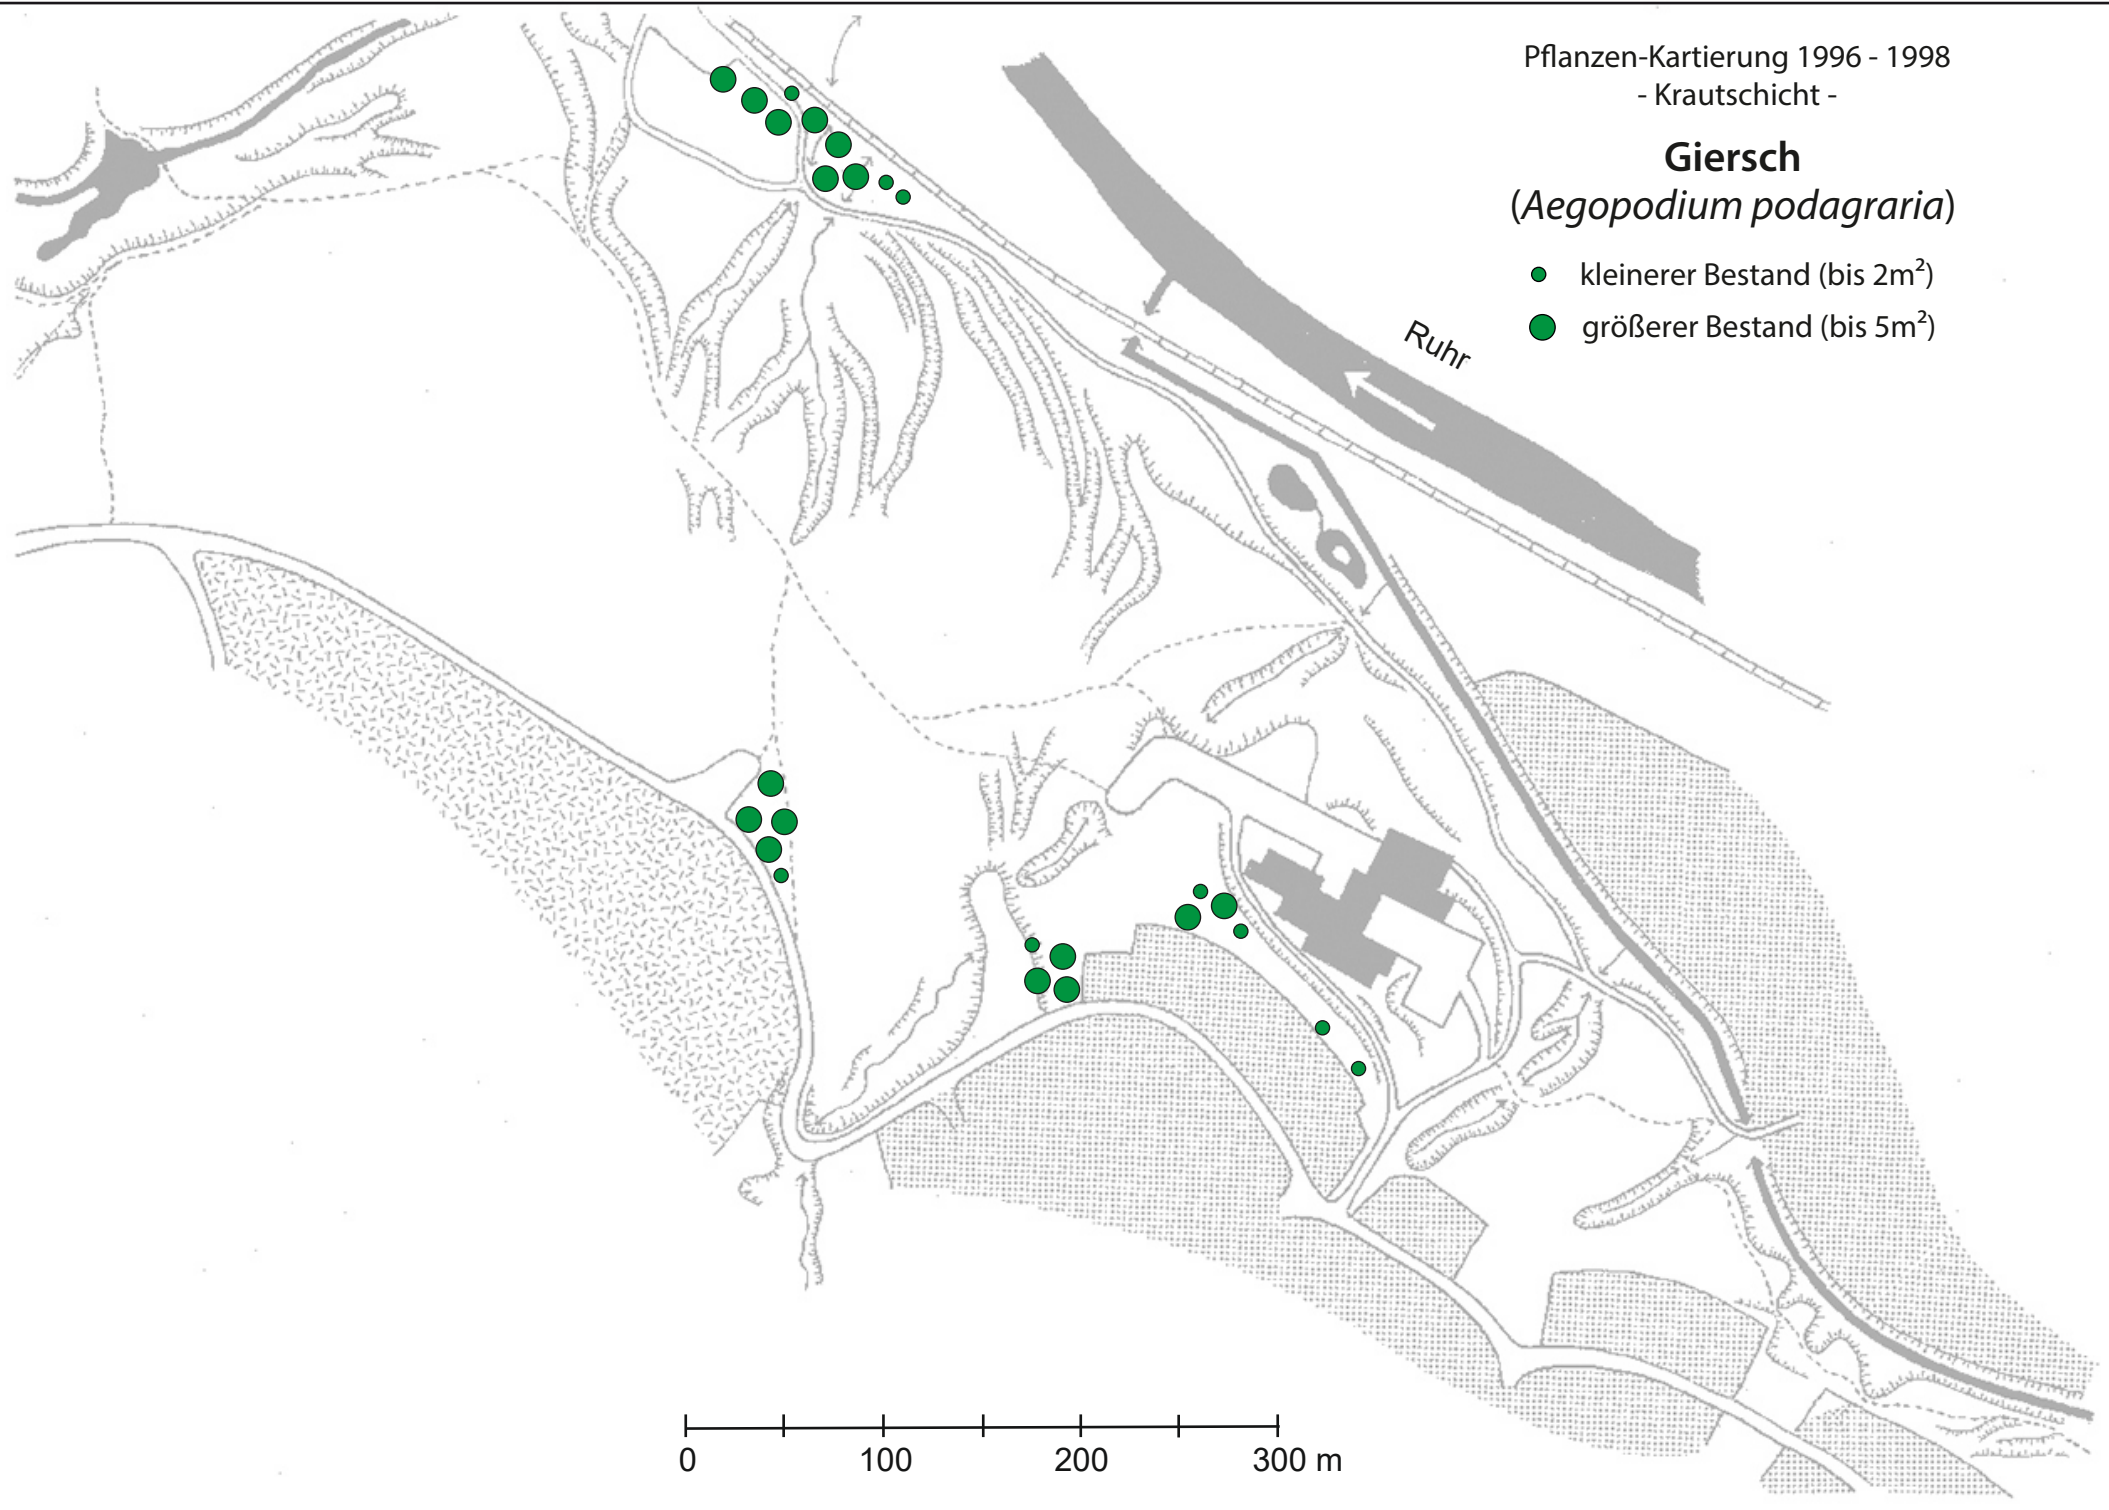 Pflanzen-Kartierung 1996 - 1998
- Krautschicht -
Giersch
(Aegopodium podagraria)
kleinerer Bestand (bis 2m²)
größerer Bestand (bis 5m²)
Ruhr
0 100 200 300 m